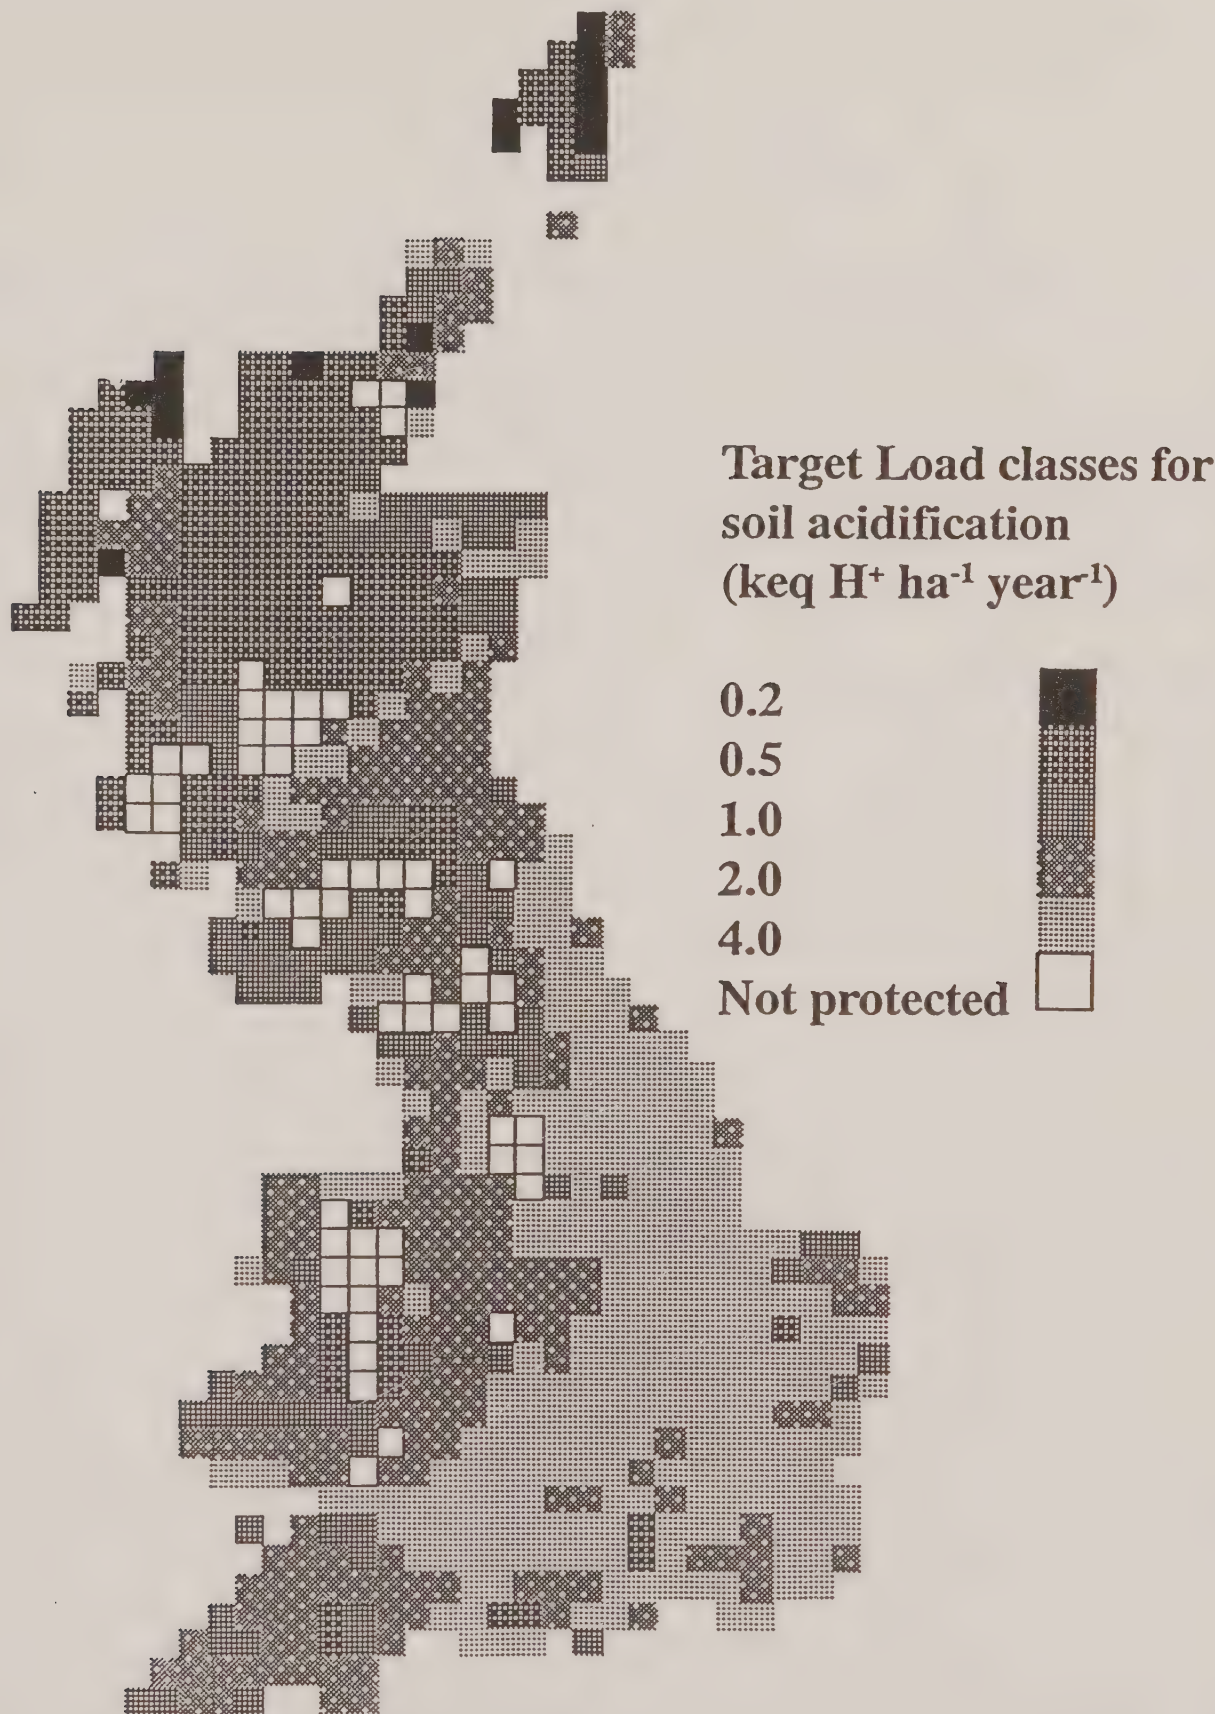 Target Load classes for
soil acidification
(keq H⁺ ha⁻¹ year⁻¹)
0.2
0.5
1.0
2.0
4.0
Not protected